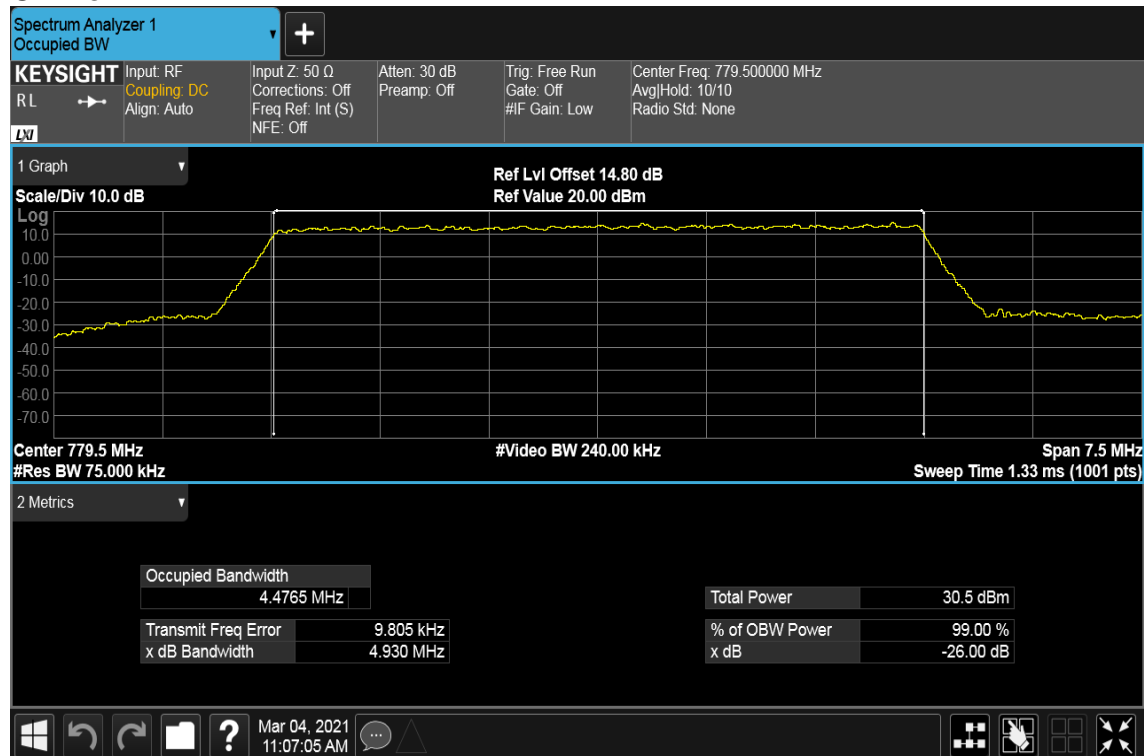 Spectrum Analyzer 1
Occupied BW
+
KEYSIGHT
RL
LXI
Input: RF
Coupling: DC
Align: Auto
Input Z: 50 Ω
Corrections: Off
Freq Ref: Int (S)
NFE: Off
Atten: 30 dB
Preamp: Off
Trig: Free Run
Gate: Off
#IF Gain: Low
Center Freq: 779.500000 MHz
Avg|Hold: 10/10
Radio Std: None
1 Graph
Scale/Div 10.0 dB
Ref Lvl Offset 14.80 dB
Ref Value 20.00 dBm
Log
10.0
0.00
-10.0
-20.0
-30.0
-40.0
-50.0
-60.0
-70.0
Center 779.5 MHz
#Video BW 240.00 kHz
Span 7.5 MHz
#Res BW 75.000 kHz
Sweep Time 1.33 ms (1001 pts)
2 Metrics
Occupied Bandwidth
4.4765 MHz
Total Power 30.5 dBm
Transmit Freq Error 9.805 kHz
% of OBW Power 99.00 %
x dB Bandwidth 4.930 MHz
x dB -26.00 dB
?
Mar 04, 2021
11:07:05 AM